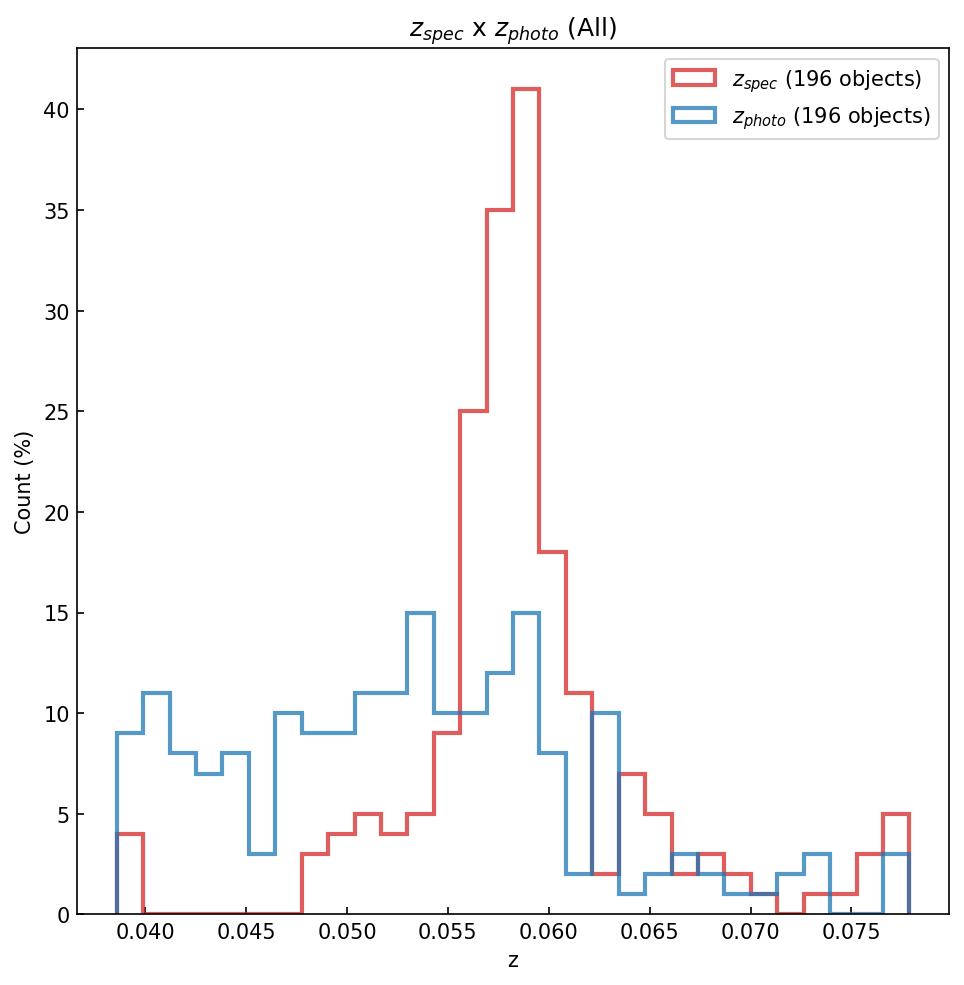 z_spec x z_photo (All)
z_spec (196 objects)
z_photo (196 objects)
Count (%)
40
35
30
25
20
15
10
5
0
0.040 0.045 0.050 0.055 0.060 0.065 0.070 0.075
z